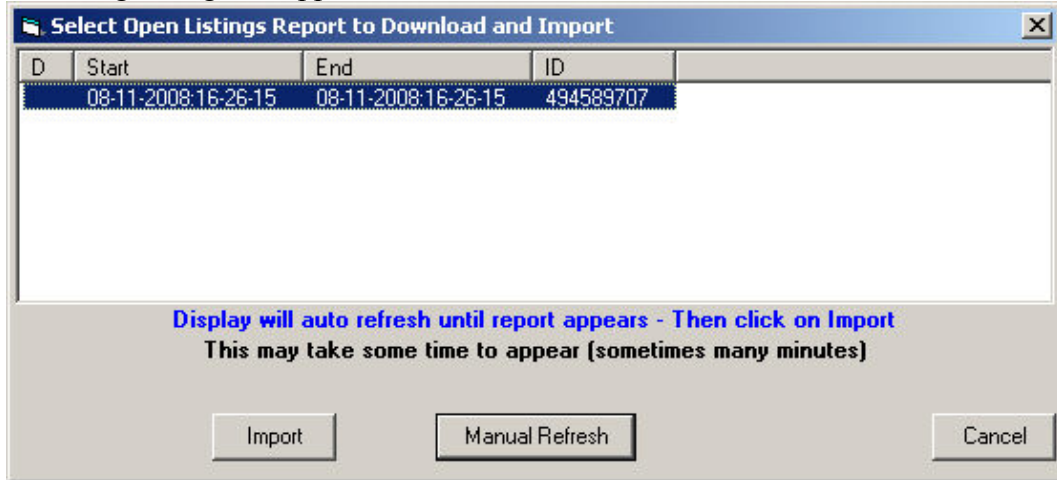 Select Open Listings Report to Download and Import
D Start End ID
08-11-2008:16-26-15 08-11-2008:16-26-15 494589707
Display will auto refresh until report appears - Then click on Import
This may take some time to appear (sometimes many minutes)
Import Manual Refresh Cancel